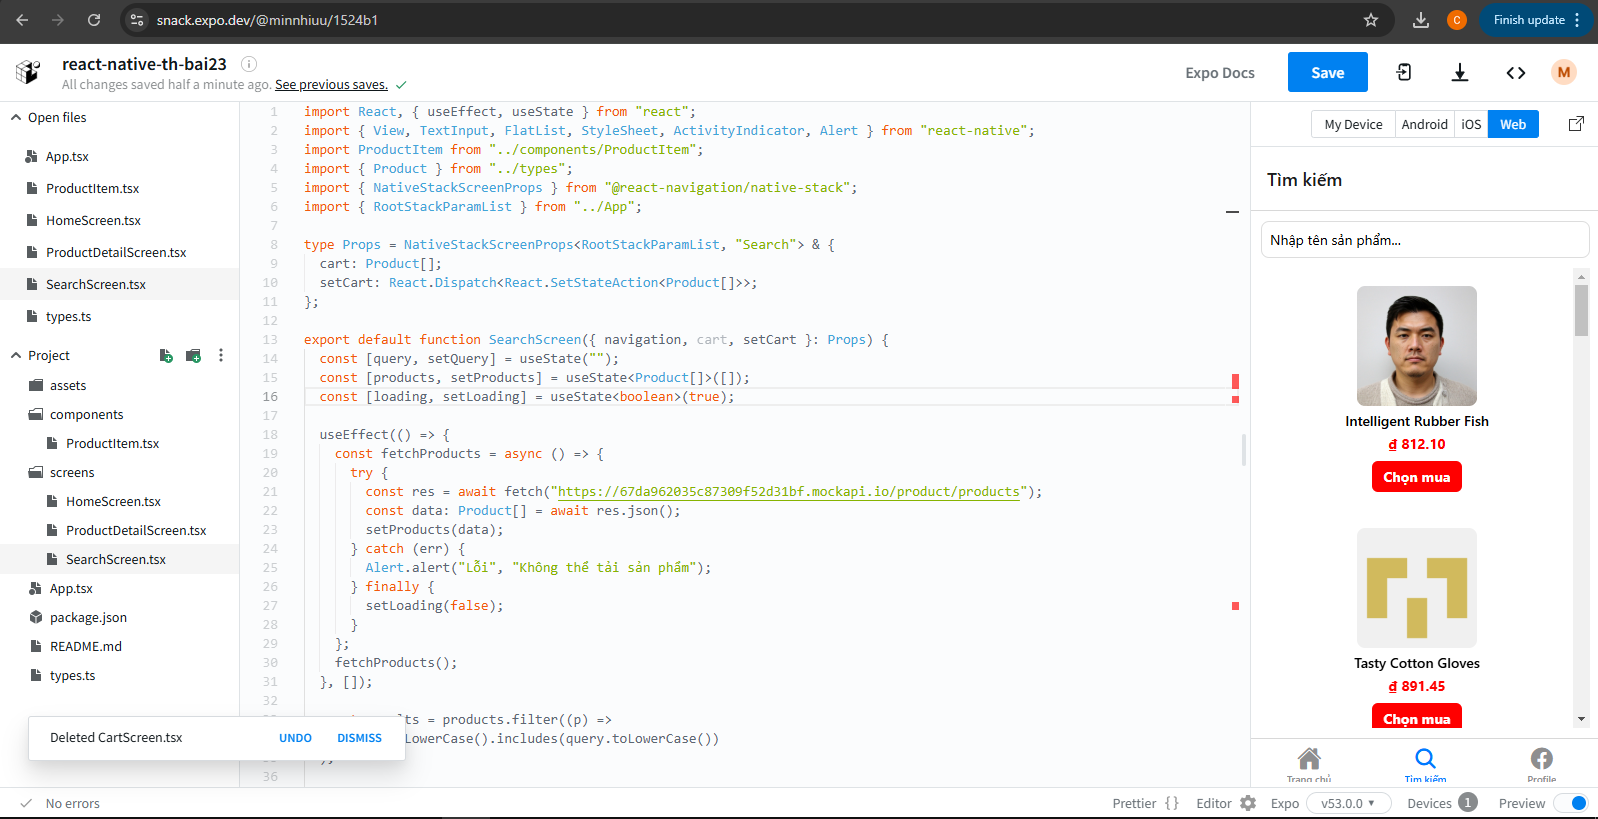 snack.expo.dev/@minnhiuu/1524b1
C
Finish update
react-native-th-bai23
All changes saved half a minute ago. See previous saves.
Expo Docs
Save
M
Open files
App.tsx
ProductItem.tsx
HomeScreen.tsx
ProductDetailScreen.tsx
SearchScreen.tsx
types.ts
Project
assets
components
ProductItem.tsx
screens
HomeScreen.tsx
ProductDetailScreen.tsx
SearchScreen.tsx
App.tsx
package.json
README.md
types.ts
Deleted CartScreen.tsx UNDO DISMISS
1 import React, { useEffect, useState } from "react";
2 import { View, TextInput, FlatList, StyleSheet, ActivityIndicator, Alert } from "react-native";
3 import ProductItem from "../components/ProductItem";
4 import { Product } from "../types";
5 import { NativeStackScreenProps } from "@react-navigation/native-stack";
6 import { RootStackParamList } from "../App";
7
8 type Props = NativeStackScreenProps<RootStackParamList, "Search"> & {
9 cart: Product[];
10 setCart: React.Dispatch<React.SetStateAction<Product[]>>;
11 };
12
13 export default function SearchScreen({ navigation, cart, setCart }: Props) {
14 const [query, setQuery] = useState("");
15 const [products, setProducts] = useState<Product[]>([]);
16 const [loading, setLoading] = useState<boolean>(true);
17
18 useEffect(() => {
19 const fetchProducts = async () => {
20 try {
21 const res = await fetch("https://67da962035c87309f52d31bf.mockapi.io/product/products");
22 const data: Product[] = await res.json();
23 setProducts(data);
24 } catch (err) {
25 Alert.alert("Lỗi", "Không thể tải sản phẩm");
26 } finally {
27 setLoading(false);
28 }
29 };
30 fetchProducts();
31 }, []);
32
lts = products.filter((p) =>
LowerCase().includes(query.toLowerCase())
);
36
My Device Android iOS Web
Tìm kiếm
Nhập tên sản phẩm...
Intelligent Rubber Fish
₫ 812.10
Chọn mua
Tasty Cotton Gloves
₫ 891.45
Chọn mua
Trang chủ Tìm kiếm Profile
No errors
Prettier {} Editor Expo v53.0.0 Devices 1 Preview